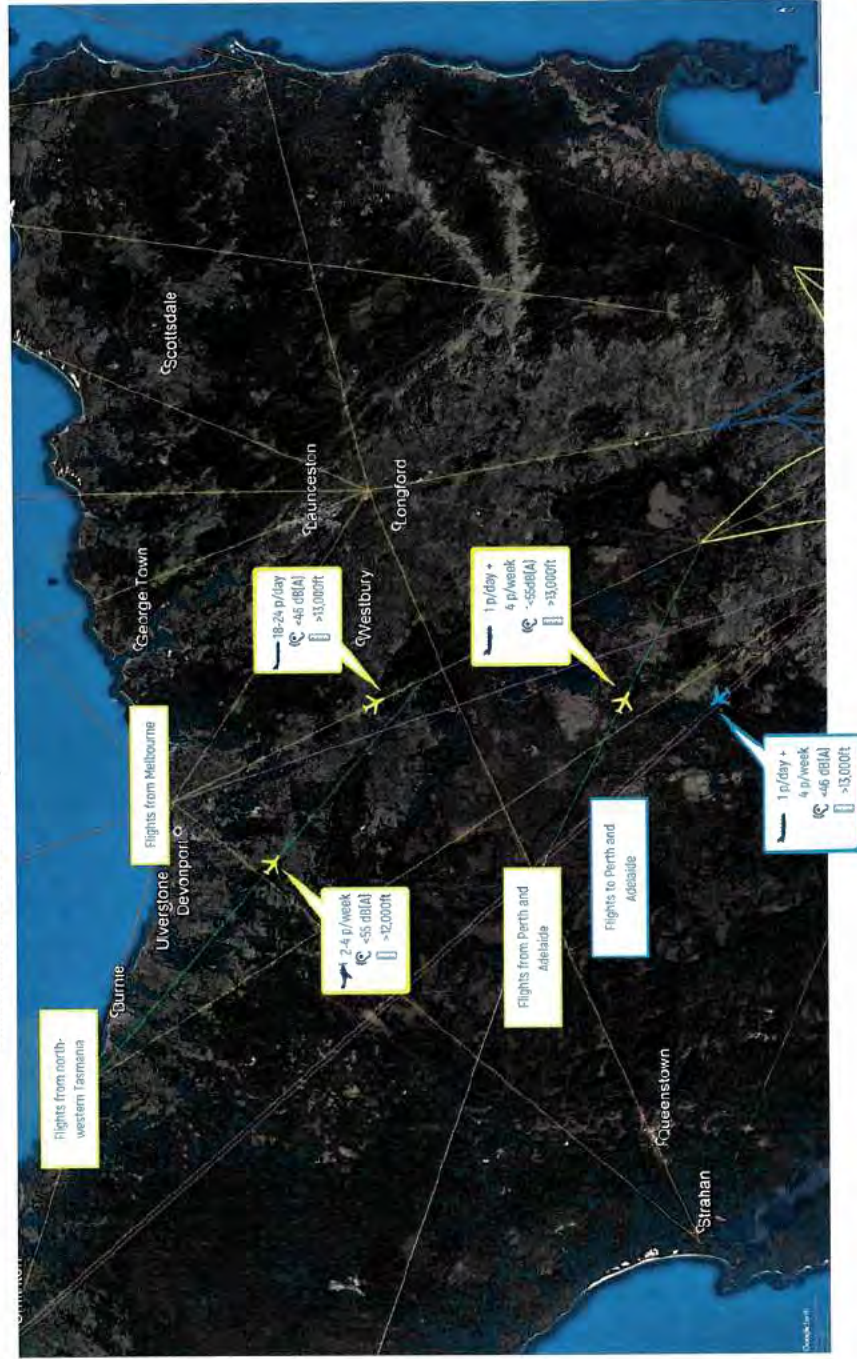 Flights from north-
western Tasmania
Burnie
George Town
Flights from Melbourne
Ulverstone
Devonport
Scottsdale
18-24 p/day
<46 dB[A]
>13,000ft
Launceston
2-4 p/week
<55 dB[A]
>12,000ft
Westbury
Longford
1 p/day +
4 p/week
~<55dB[A]
>13,000ft
Flights from Perth and
Adelaide
Flights to Perth and
Adelaide
Queenstown
Strahan
1 p/day +
4 p/week
<46 dB[A]
>13,000ft
Google Earth